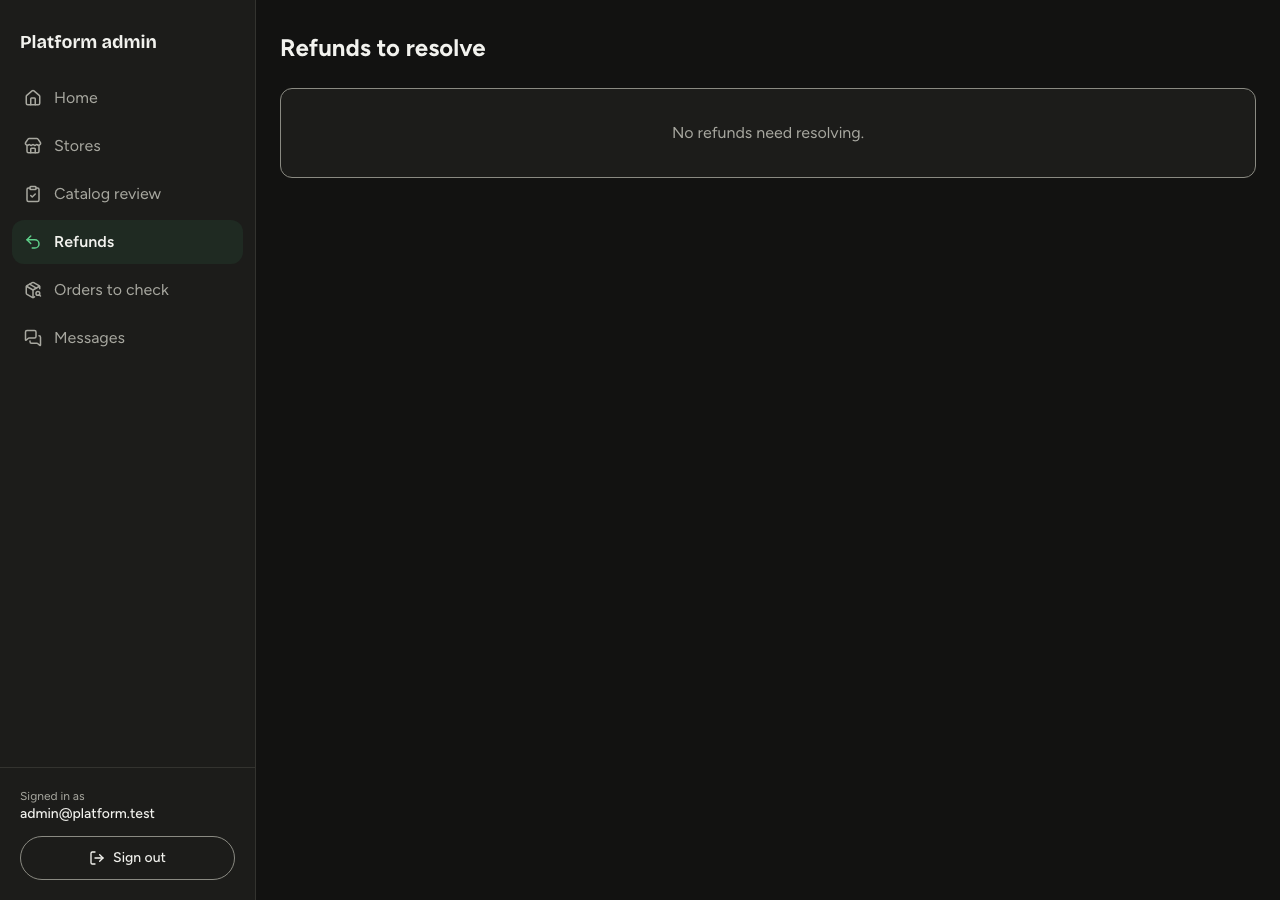 Platform admin
Home
Stores
Catalog review
Refunds
Orders to check
Messages
Signed in as
admin@platform.test
Sign out
Refunds to resolve
No refunds need resolving.